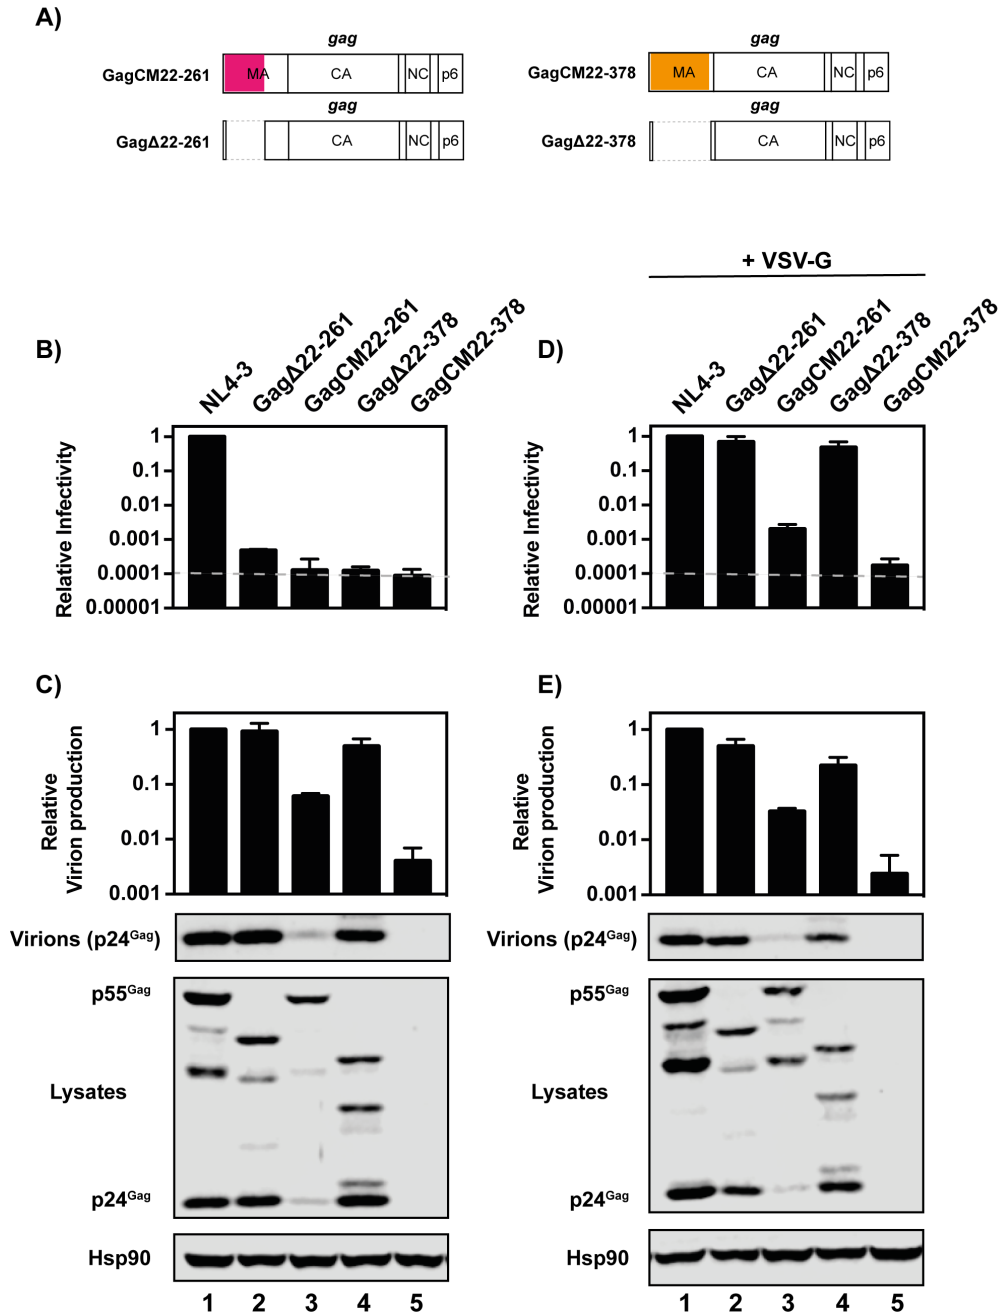 A)
gag
GagCM22-261
MA
CA
NC
p6
gag
GagΔ22-261
CA
NC
p6
gag
GagCM22-378
MA
CA
NC
p6
gag
GagΔ22-378
CA
NC
p6
B)
NL4-3
GagΔ22-261
GagCM22-261
GagΔ22-378
GagCM22-378
Relative Infectivity
1
0.1
0.01
0.001
0.0001
0.00001
+ VSV-G
D)
NL4-3
GagΔ22-261
GagCM22-261
GagΔ22-378
GagCM22-378
Relative Infectivity
1
0.1
0.01
0.001
0.0001
0.00001
C)
Relative
Virion production
1
0.1
0.01
0.001
Virions (p24Gag)
p55Gag
Lysates
p24Gag
Hsp90
1 2 3 4 5
E)
Relative
Virion production
1
0.1
0.01
0.001
Virions (p24Gag)
p55Gag
Lysates
p24Gag
Hsp90
1 2 3 4 5